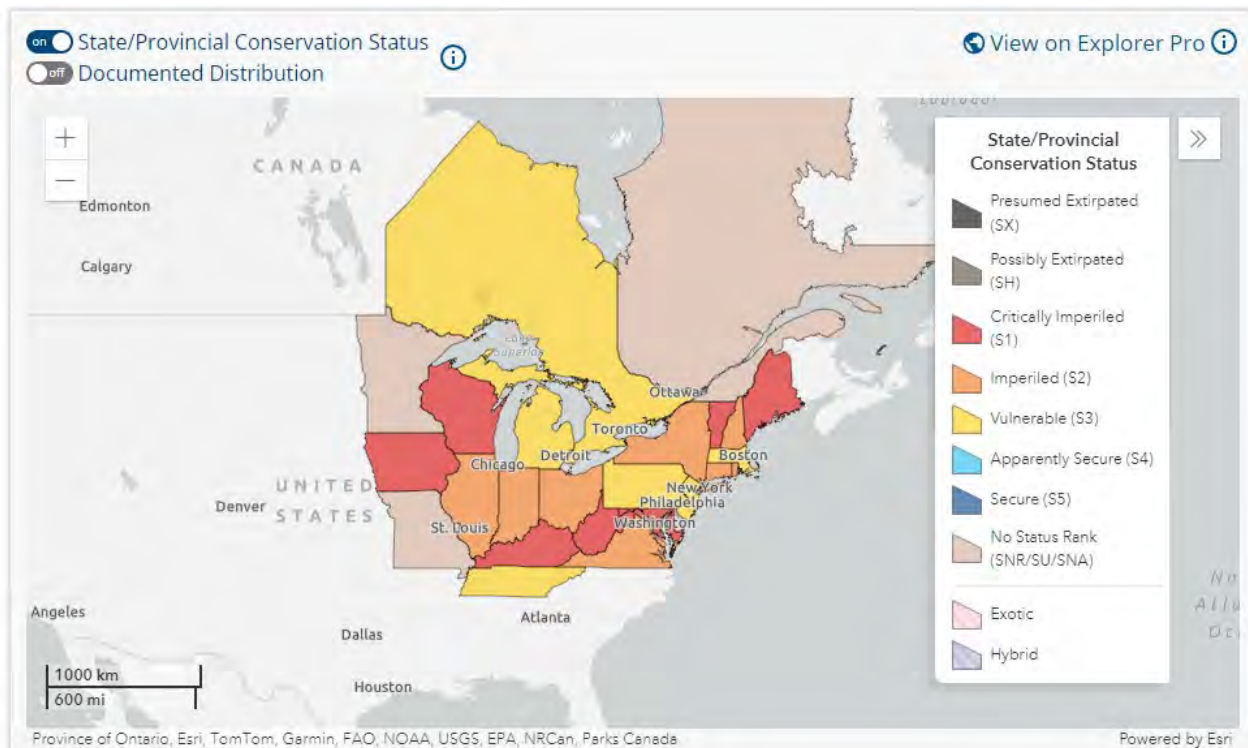 on State/Provincial Conservation Status
off Documented Distribution
View on Explorer Pro
+
−
CANADA
Edmonton
Calgary
Lake
Superior
Ottawa
Toronto
Boston
Detroit
Chicago
New York
Philadelphia
UNITED
STATES
Denver
St. Louis
Washington
Angeles
Atlanta
Dallas
Houston
State/Provincial
Conservation Status
Presumed Extirpated
(SX)
Possibly Extirpated
(SH)
Critically Imperiled
(S1)
Imperiled (S2)
Vulnerable (S3)
Apparently Secure (S4)
Secure (S5)
No Status Rank
(SNR/SU/SNA)
Exotic
Hybrid
1000 km
600 mi
Province of Ontario, Esri, TomTom, Garmin, FAO, NOAA, USGS, EPA, NRCan, Parks Canada
Powered by Esri